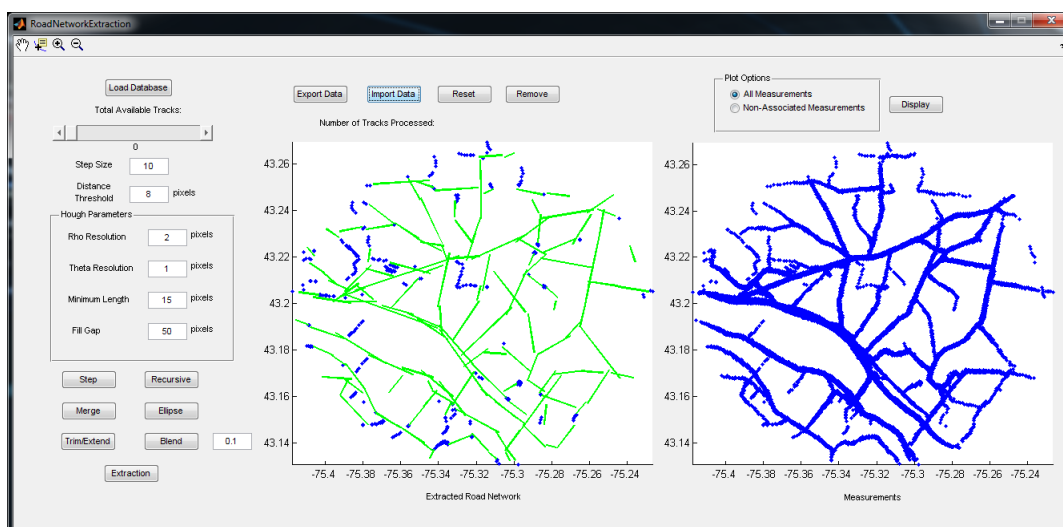 RoadNetworkExtraction
Load Database
Total Available Tracks:
0
Step Size 10
Distance Threshold 8 pixels
Hough Parameters
Rho Resolution 2 pixels
Theta Resolution 1 pixels
Minimum Length 15 pixels
Fill Gap 50 pixels
Step Recursive
Merge Ellipse
Trim/Extend Blend 0.1
Extraction
Export Data Import Data Reset Remove
Number of Tracks Processed:
43.26
43.24
43.22
43.2
43.18
43.16
43.14
-75.4 -75.38 -75.36 -75.34 -75.32 -75.3 -75.28 -75.26 -75.24
Extracted Road Network
Plot Options
All Measurements
Non-Associated Measurements
Display
43.26
43.24
43.22
43.2
43.18
43.16
43.14
-75.4 -75.38 -75.36 -75.34 -75.32 -75.3 -75.28 -75.26 -75.24
Measurements